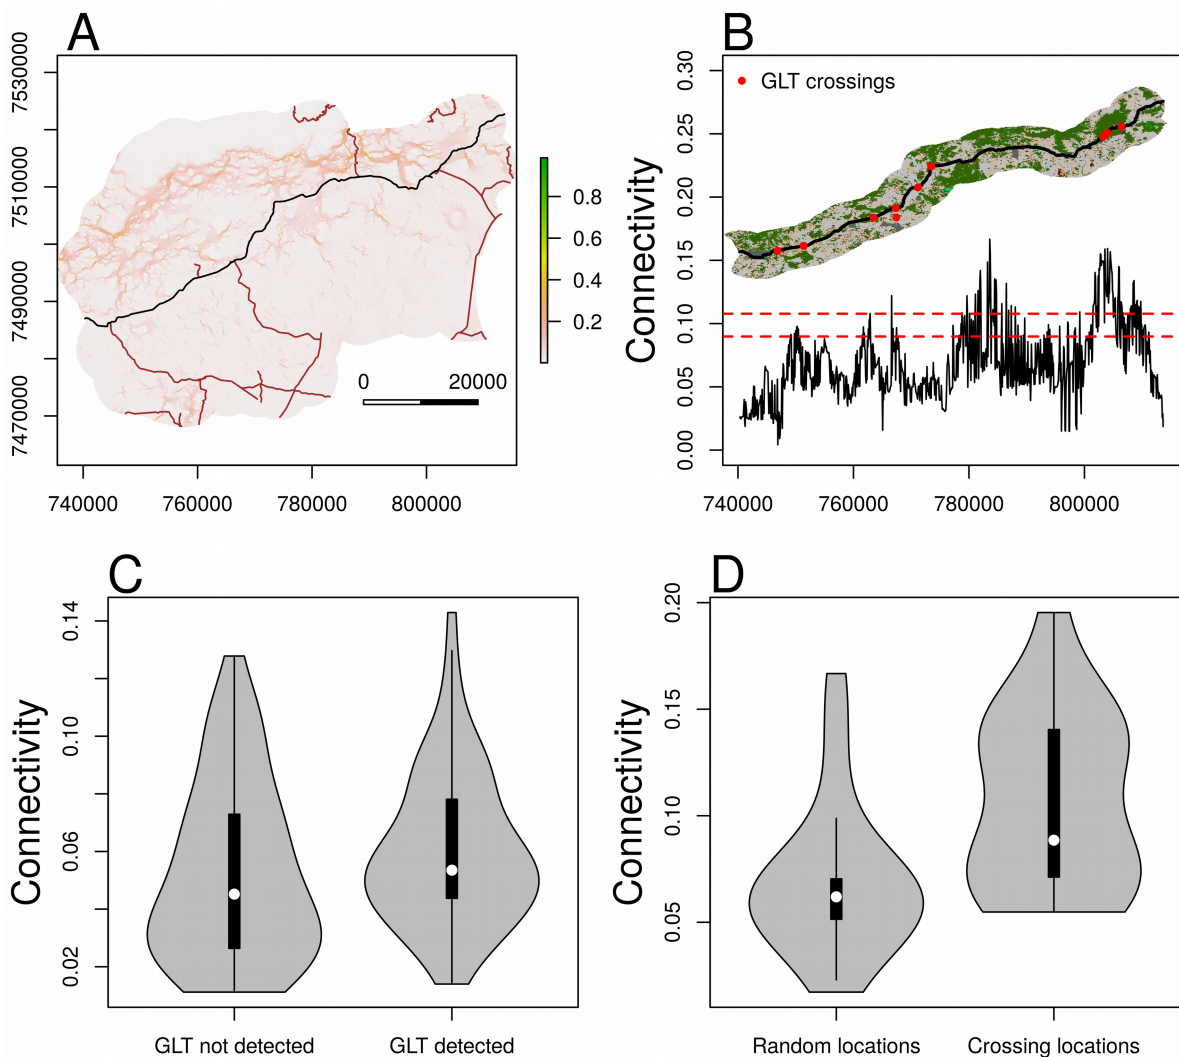 A
7530000
7510000
7490000
7470000
740000 760000 780000 800000
0 20000
0.8
0.6
0.4
0.2
B
Connectivity
0.30
0.25
0.20
0.15
0.10
0.05
0.00
GLT crossings
740000 760000 780000 800000
C
Connectivity
0.14
0.10
0.06
0.02
GLT not detected GLT detected
D
Connectivity
0.20
0.15
0.10
0.05
Random locations Crossing locations